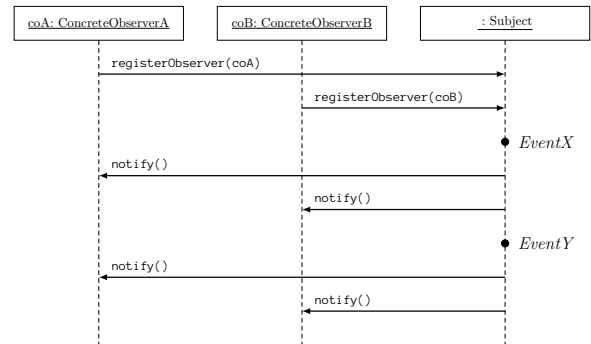 coA: ConcreteObserverA
coB: ConcreteObserverB
: Subject
registerObserver(coA)
registerObserver(coB)
EventX
notify()
notify()
EventY
notify()
notify()